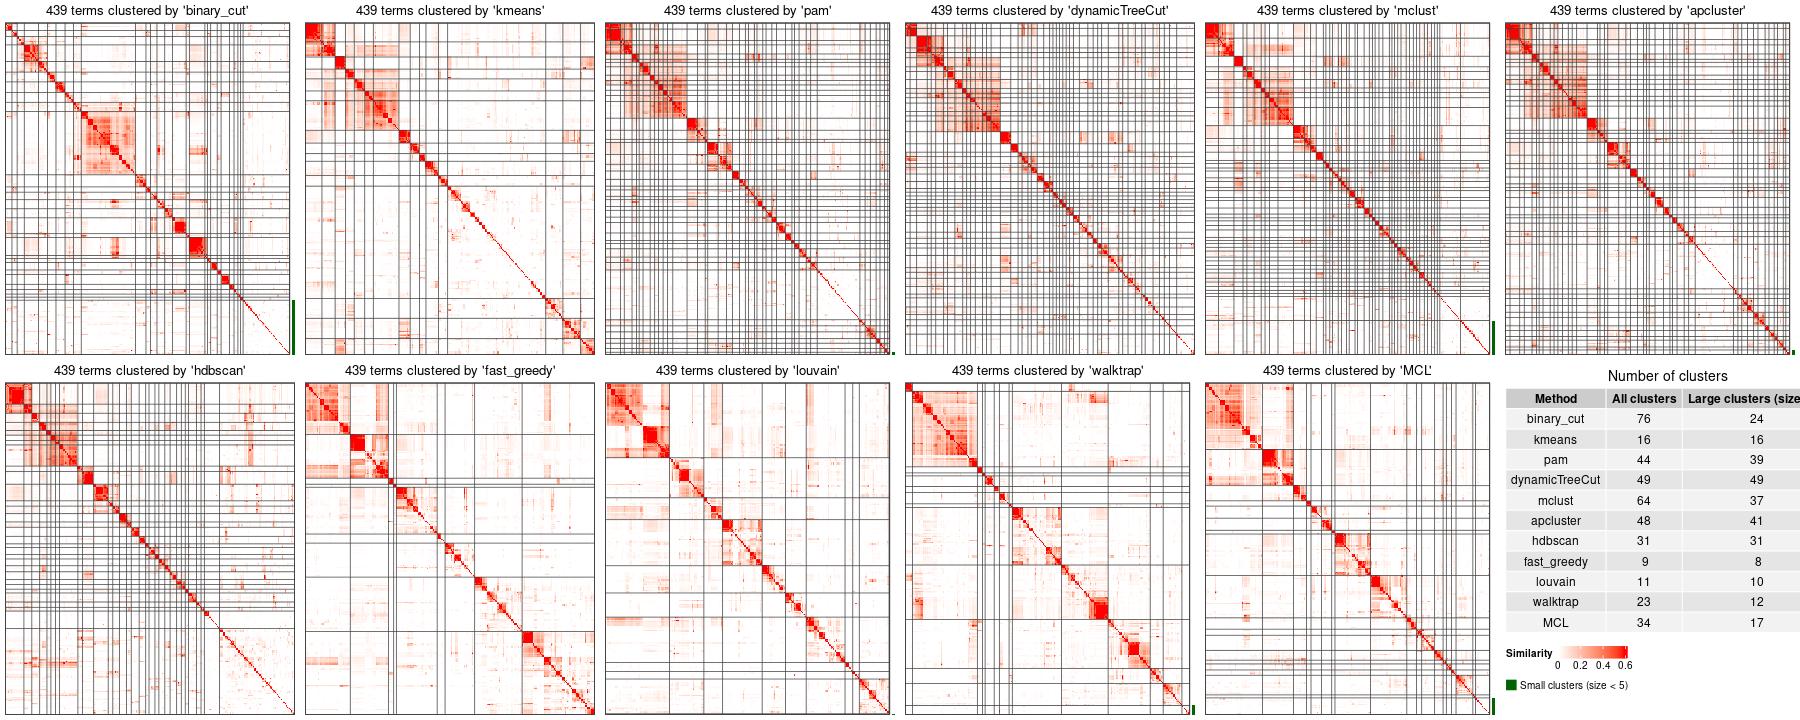 439 terms clustered by 'binary_cut'
439 terms clustered by 'kmeans'
439 terms clustered by 'pam'
439 terms clustered by 'dynamicTreeCut'
439 terms clustered by 'mclust'
439 terms clustered by 'apcluster'
439 terms clustered by 'hdbscan'
439 terms clustered by 'fast_greedy'
439 terms clustered by 'louvain'
439 terms clustered by 'walktrap'
439 terms clustered by 'MCL'
Number of clusters
Method All clusters Large clusters (size
binary_cut 76 24
kmeans 16 16
pam 44 39
dynamicTreeCut 49 49
mclust 64 37
apcluster 48 41
hdbscan 31 31
fast_greedy 9 8
louvain 11 10
walktrap 23 12
MCL 34 17
Similarity
0 0.2 0.4 0.6
Small clusters (size < 5)